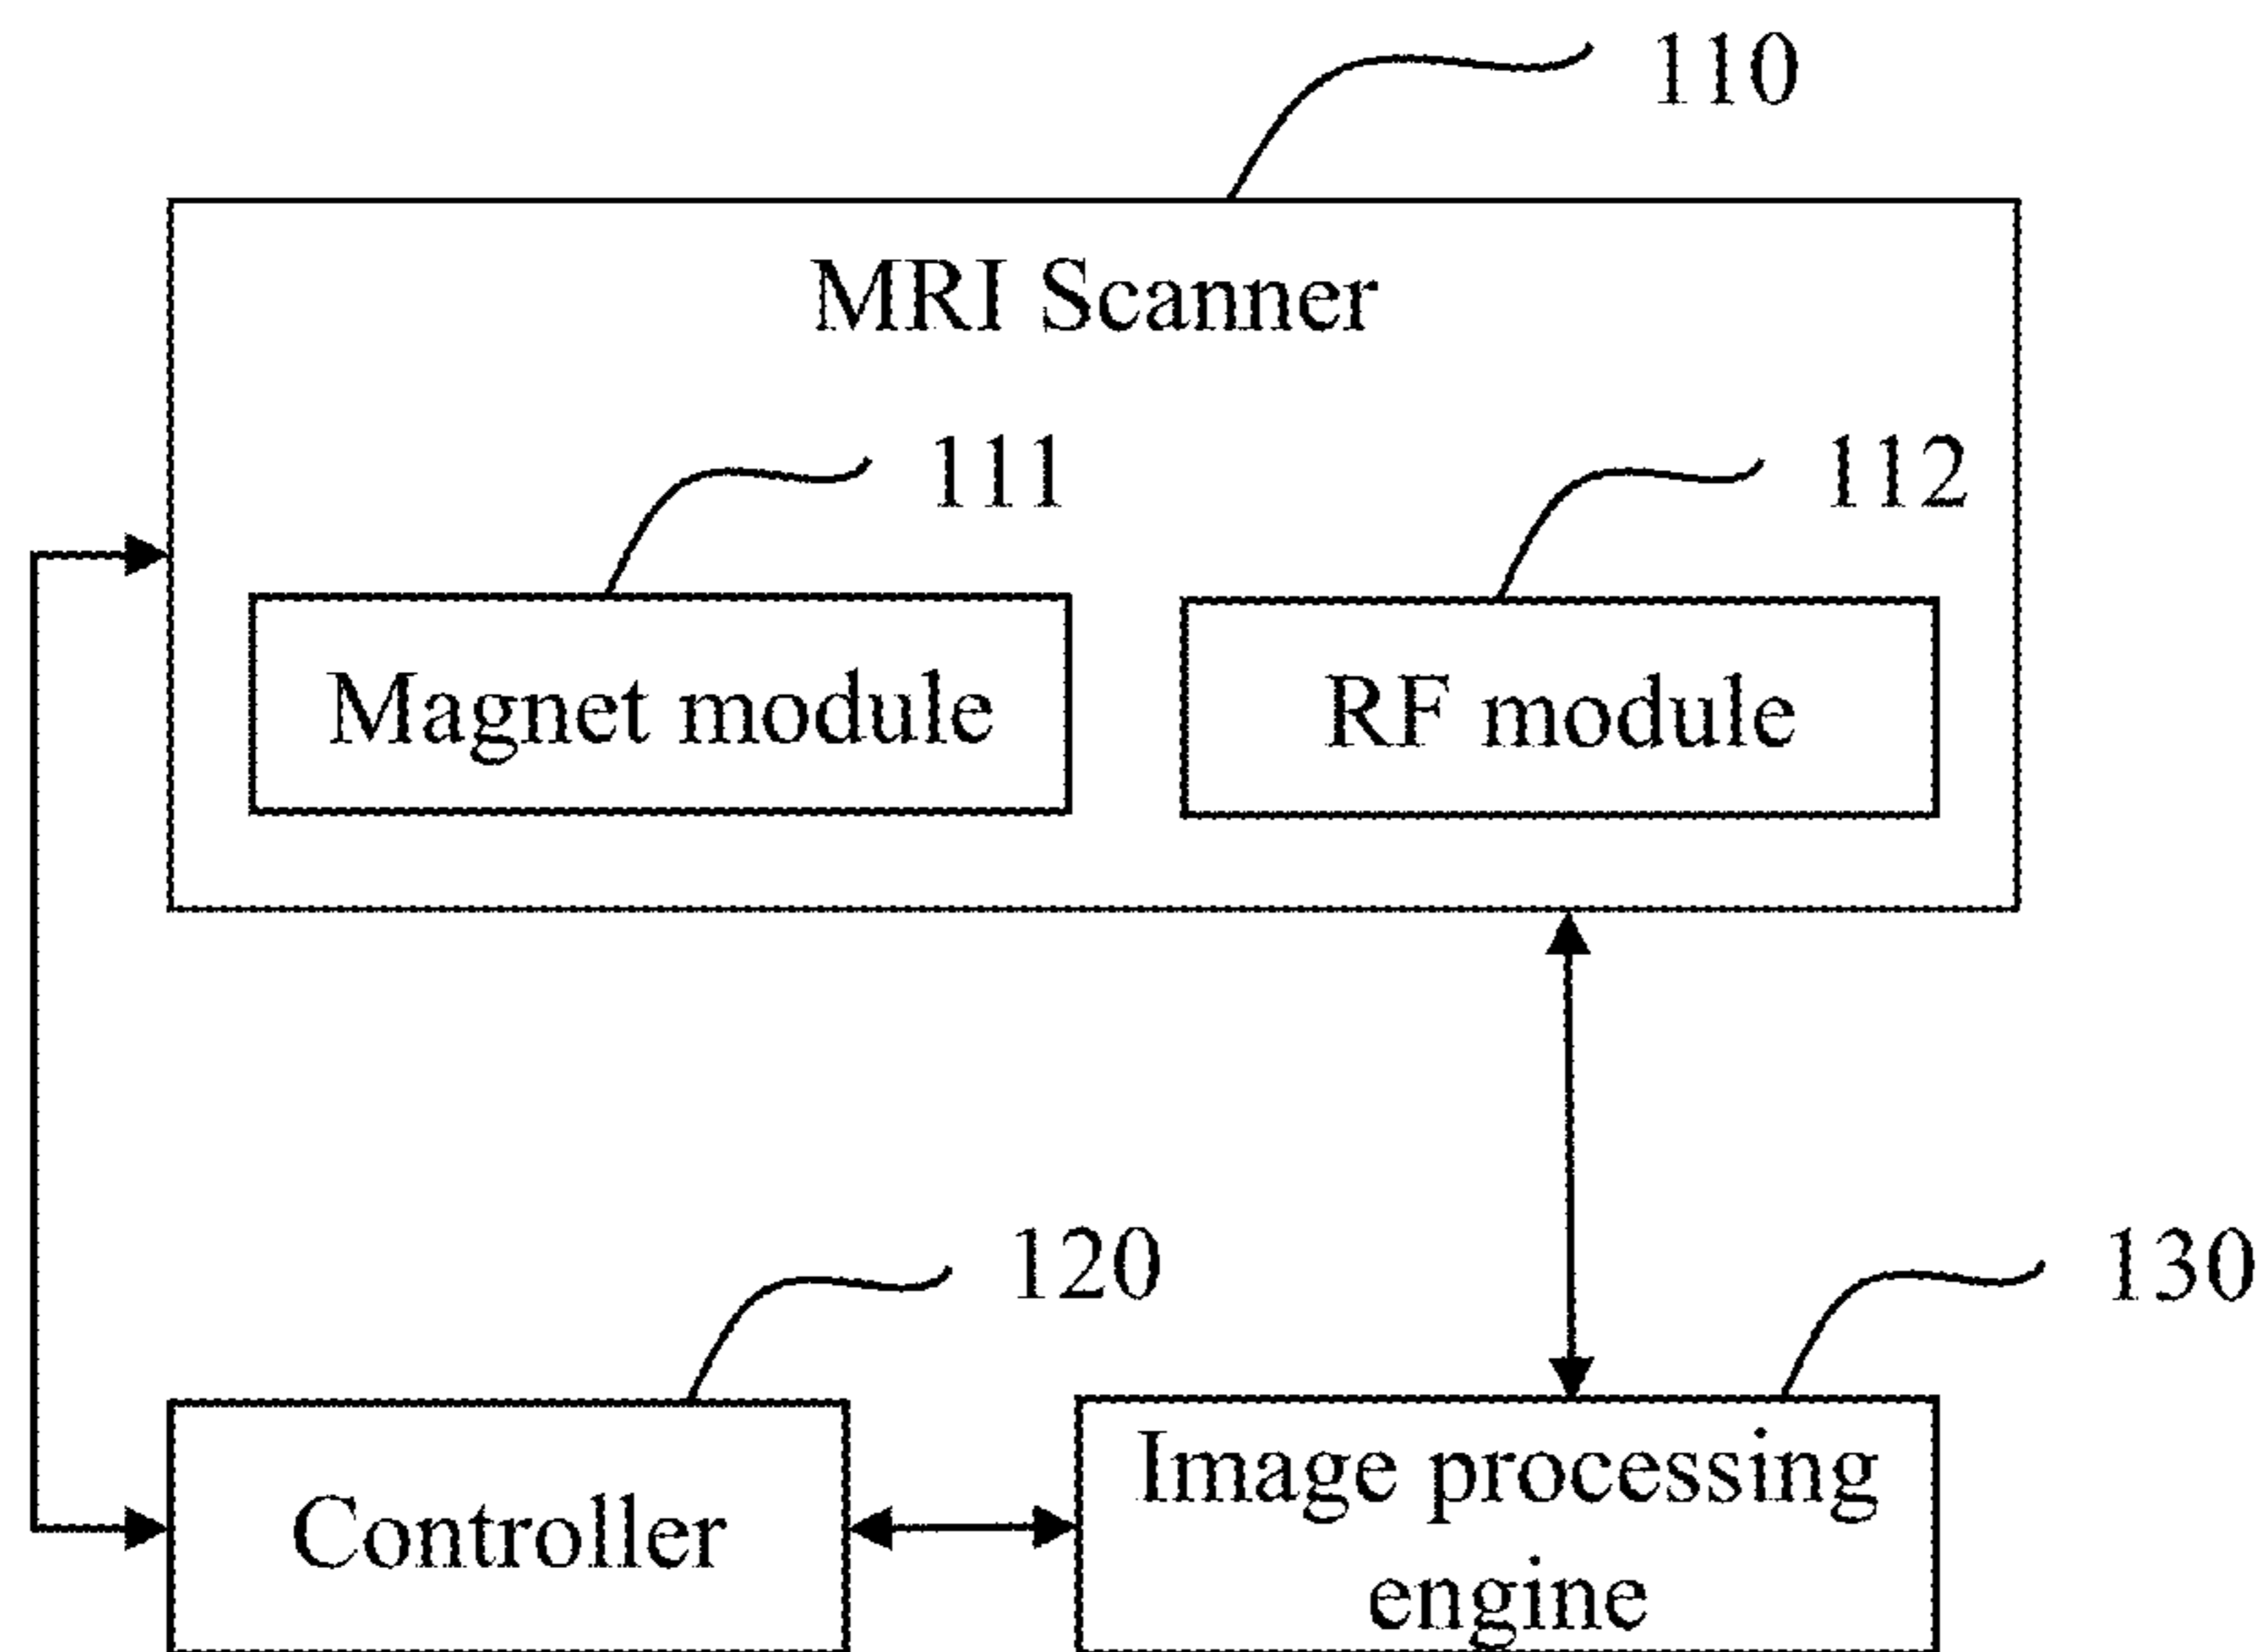 110
MRI Scanner
111
112
Magnet module
RF module
120
130
Controller
Image processing
engine